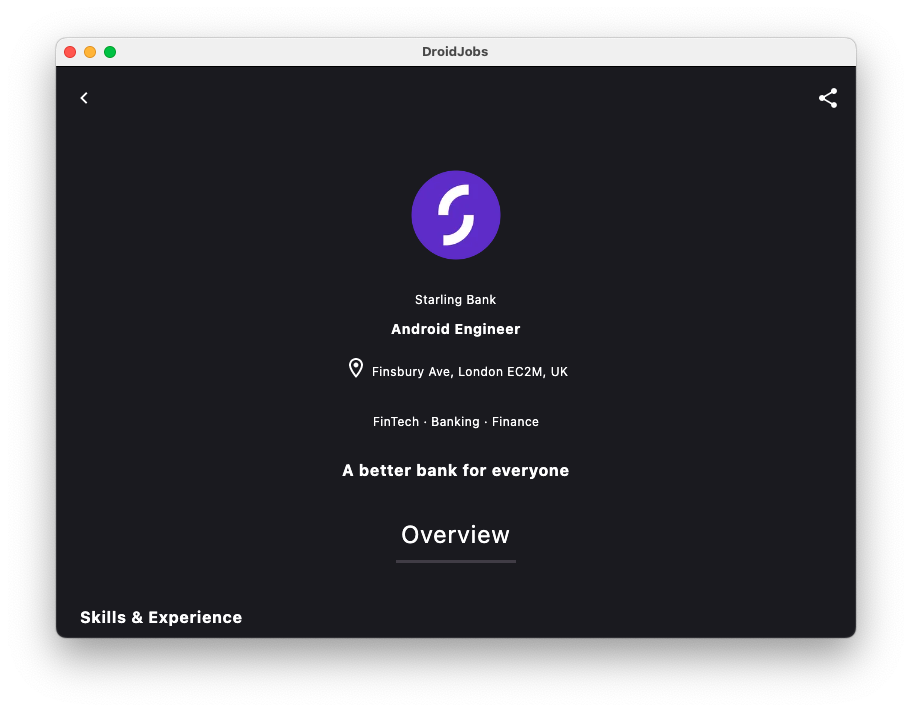 DroidJobs
Starling Bank
Android Engineer
Finsbury Ave, London EC2M, UK
FinTech · Banking · Finance
A better bank for everyone
Overview
Skills & Experience